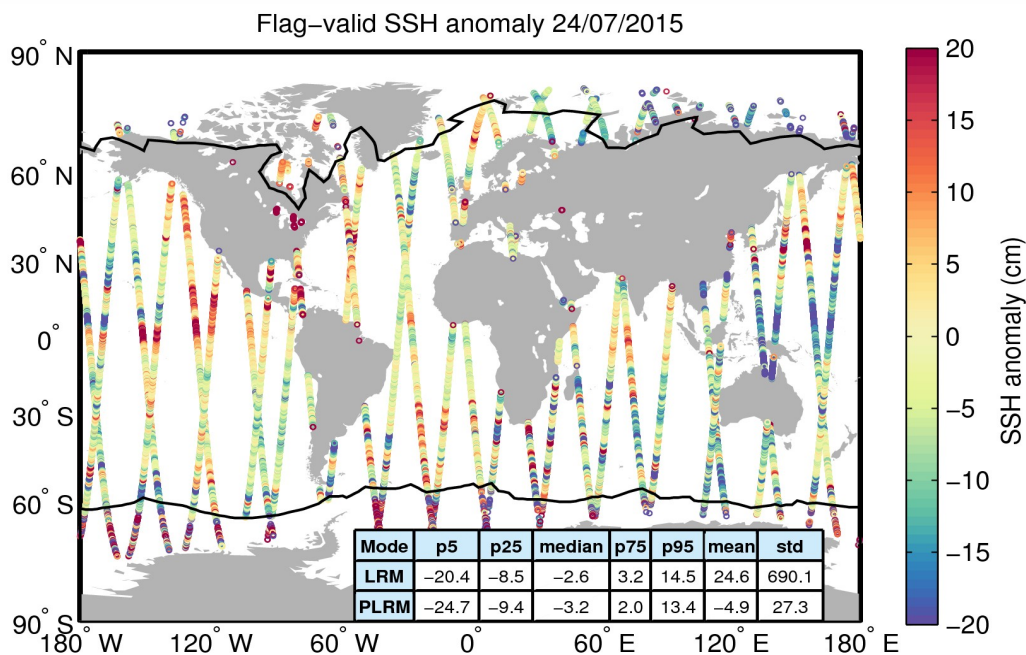 Flag−valid SSH anomaly 24/07/2015
90° N
60° N
30° N
0°
30° S
60° S
90° S
180° W
120° W
60° W
0°
60° E
120° E
180° E
20
15
10
5
0
−5
−10
−15
−20
SSH anomaly (cm)
Mode p5 p25 median p75 p95 mean std
LRM −20.4 −8.5 −2.6 3.2 14.5 24.6 690.1
PLRM −24.7 −9.4 −3.2 2.0 13.4 −4.9 27.3